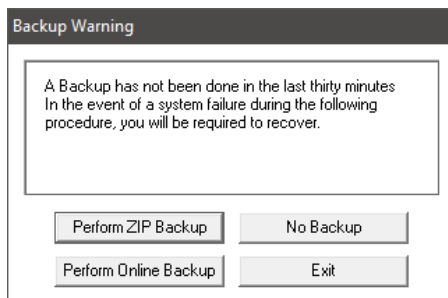 Backup Warning
A Backup has not been done in the last thirty minutes
In the event of a system failure during the following
procedure, you will be required to recover.
Perform ZIP Backup
No Backup
Perform Online Backup
Exit